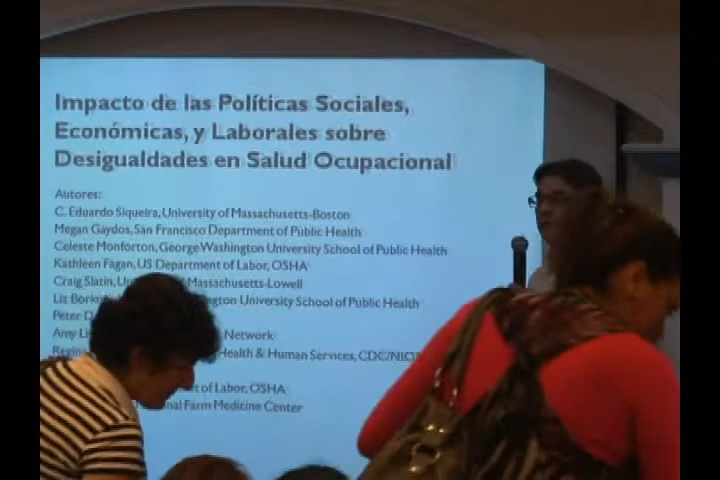 Impacto de las Políticas Sociales,
Económicas, y Laborales sobre
Desigualdades en Salud Ocupacional
Autores:
C. Eduardo Siqueira, University of Massachusetts-Boston
Megan Gaydos, San Francisco Department of Public Health
Celeste Monforton, George Washington University School of Public Health
Kathleen Fagan, US Department of Labor, OSHA
Craig Slatin, Massachusetts-Lowell
Liz University School of Public Health
Peter
Amy Network
Health & Human Services, CDC/
of Labor, OSHA
Farm Medicine Center